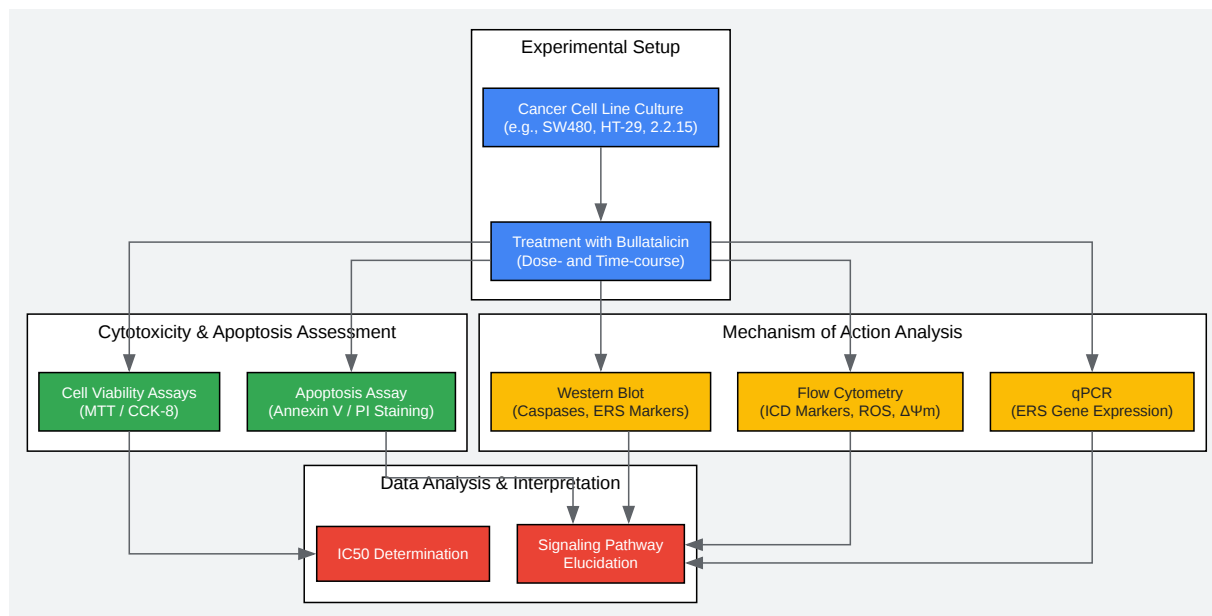 Experimental Setup
Cancer Cell Line Culture
(e.g., SW480, HT-29, 2.2.15)
Treatment with Bullatalicin
(Dose- and Time-course)
Cytotoxicity & Apoptosis Assessment
Cell Viability Assays
(MTT / CCK-8)
Apoptosis Assay
(Annexin V / PI Staining)
Mechanism of Action Analysis
Western Blot
(Caspases, ERS Markers)
Flow Cytometry
(ICD Markers, ROS, ΔΨm)
qPCR
(ERS Gene Expression)
Data Analysis & Interpretation
IC50 Determination
Signaling Pathway
Elucidation